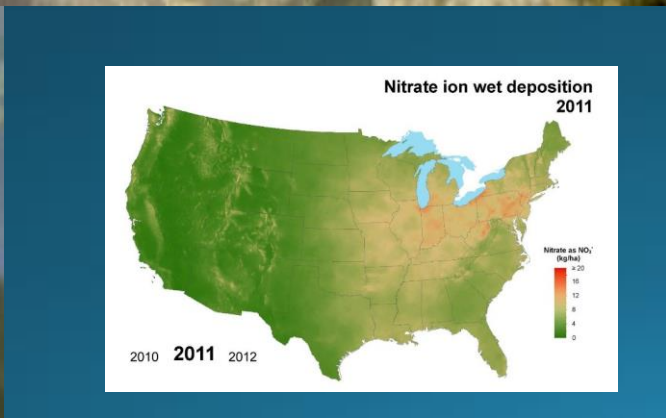 Nitrate ion wet deposition
2011
Nitrate as NO₃⁻
(kg/ha)
≥ 20
16
12
8
4
0
2010 2011 2012